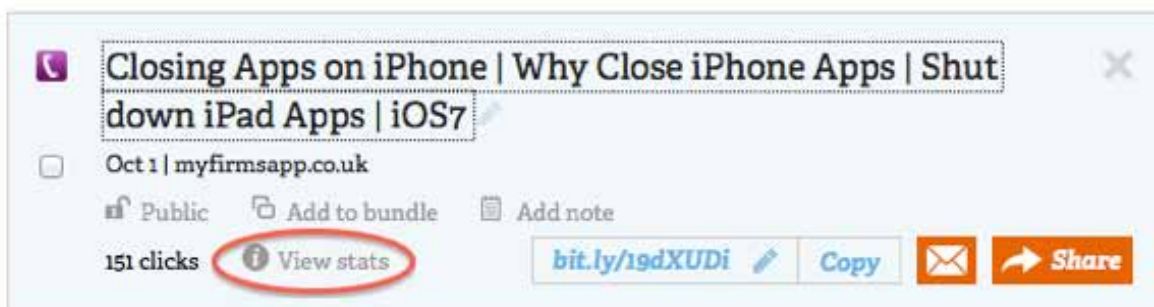 Closing Apps on iPhone | Why Close iPhone Apps | Shut
down iPad Apps | iOS7
Oct 1 | myfirmsapp.co.uk
Public Add to bundle Add note
151 clicks View stats bit.ly/19dXUDi Copy Share